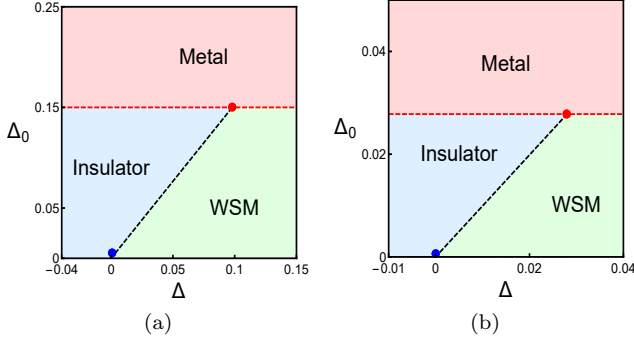 0.25
Metal
0.15
Δ₀
Insulator
0.05
WSM
0
−0.04
0
0.05
0.1
0.15
Δ
(a)
0.04
Metal
Δ₀
0.02
Insulator
WSM
0
−0.01
0
0.02
0.04
Δ
(b)